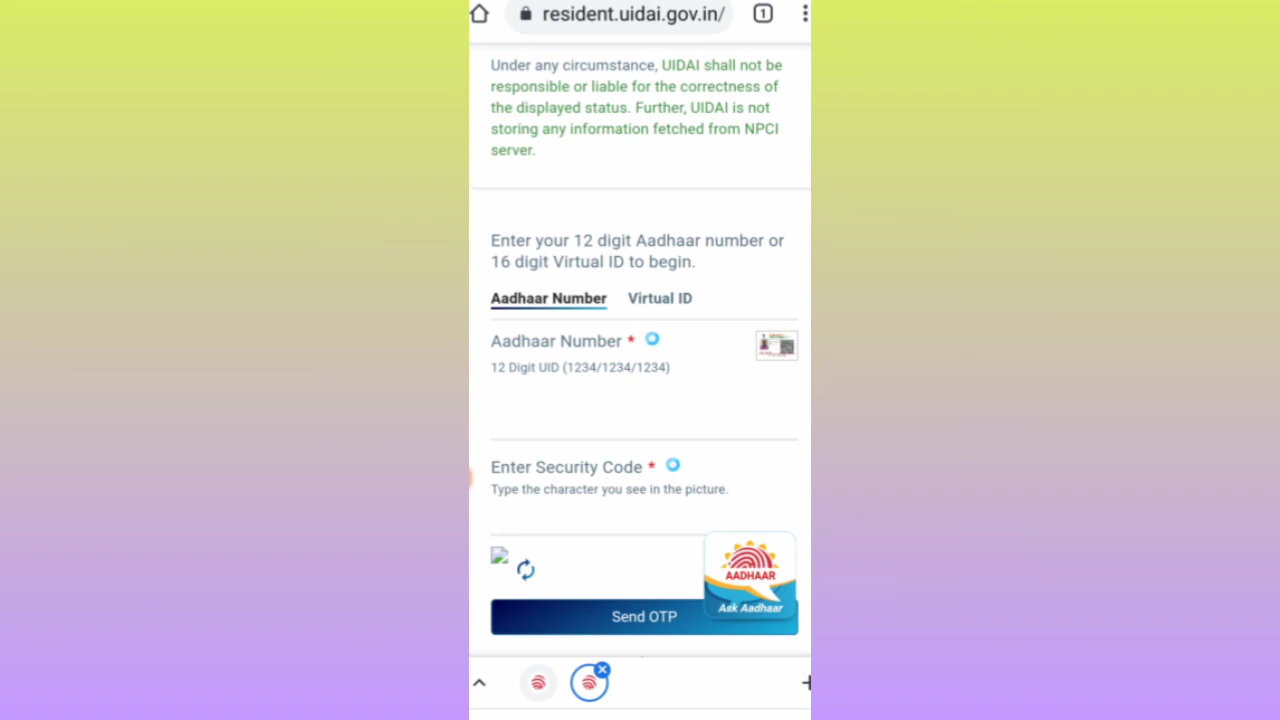 resident.uidai.gov.in/
1
Under any circumstance, UIDAI shall not be
responsible or liable for the correctness of
the displayed status. Further, UIDAI is not
storing any information fetched from NPCI
server.
Enter your 12 digit Aadhaar number or
16 digit Virtual ID to begin.
Aadhaar Number Virtual ID
Aadhaar Number *
12 Digit UID (1234/1234/1234)
Enter Security Code *
Type the character you see in the picture.
AADHAAR
Ask Aadhaar
Send OTP